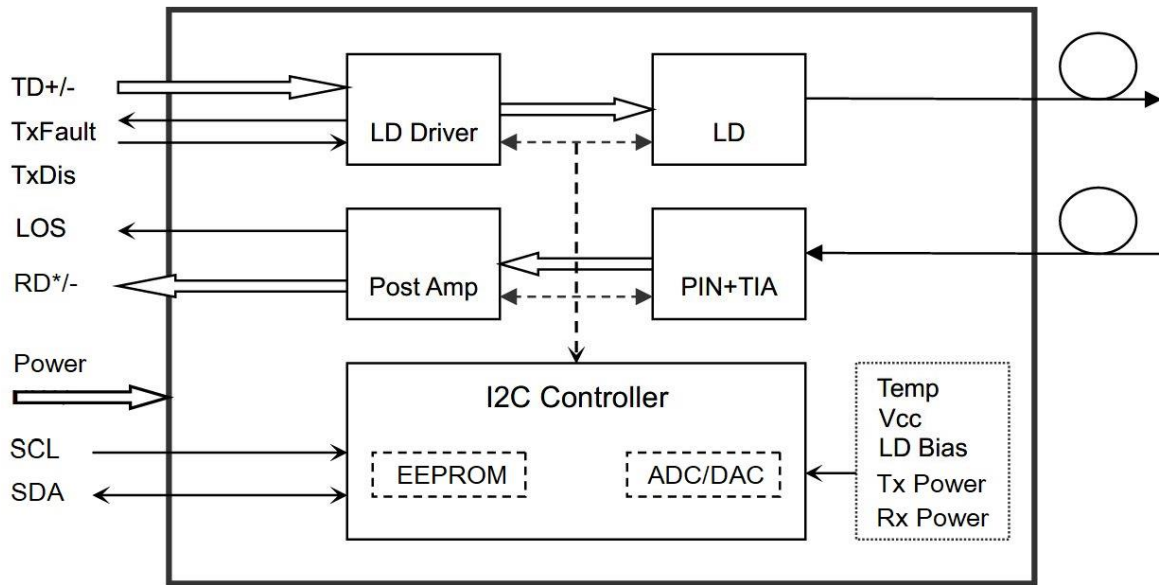 TD+/-
TxFault
TxDis
LOS
RD*/-
Power
SCL
SDA
LD Driver
LD
Post Amp
PIN+TIA
I2C Controller
EEPROM
ADC/DAC
Temp
Vcc
LD Bias
Tx Power
Rx Power